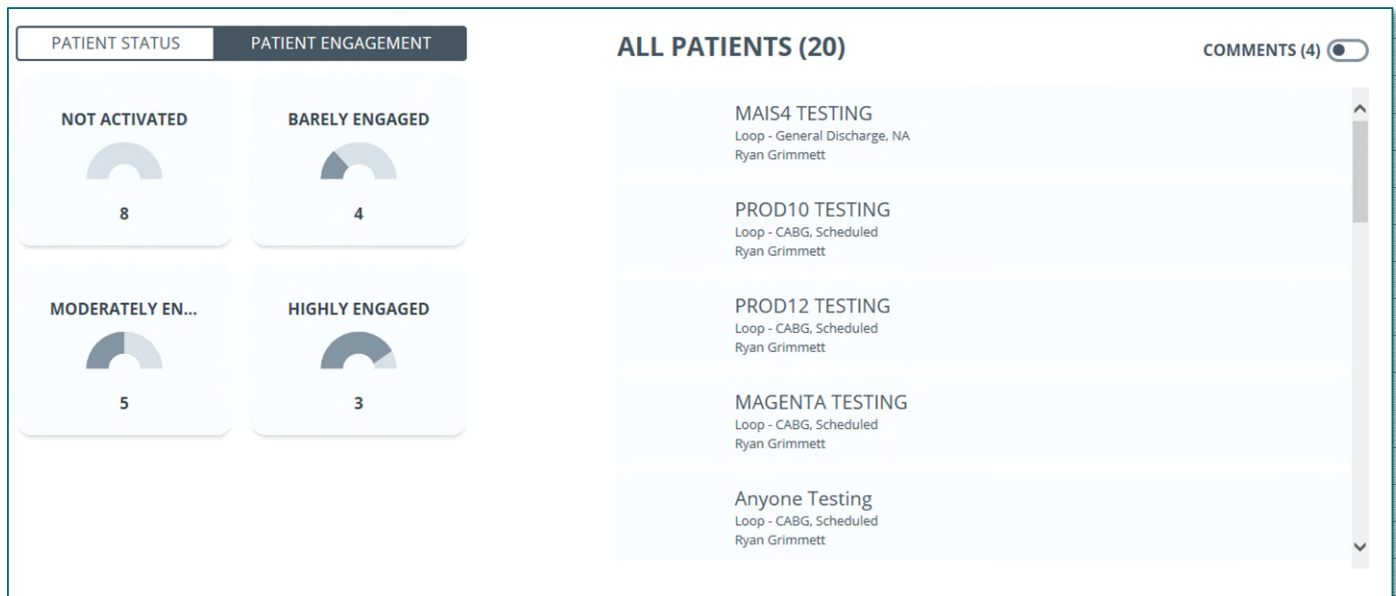 PATIENT STATUS
PATIENT ENGAGEMENT
NOT ACTIVATED
8
BARELY ENGAGED
4
MODERATELY EN...
5
HIGHLY ENGAGED
3
ALL PATIENTS (20)
COMMENTS (4)
MAIS4 TESTING
Loop - General Discharge, NA
Ryan Grimmett
PROD10 TESTING
Loop - CABG, Scheduled
Ryan Grimmett
PROD12 TESTING
Loop - CABG, Scheduled
Ryan Grimmett
MAGENTA TESTING
Loop - CABG, Scheduled
Ryan Grimmett
Anyone Testing
Loop - CABG, Scheduled
Ryan Grimmett